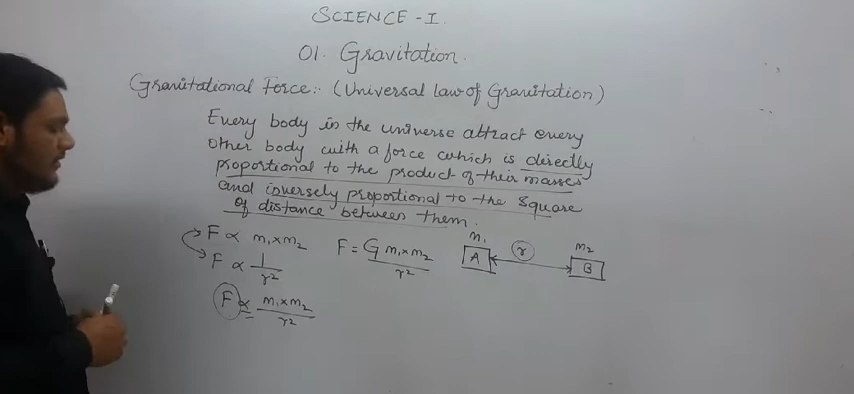 SCIENCE - I.
01. Gravitation.
Gravitational Force:. (Universal law of Gravitation)
Every body in the universe attract every
other body with a force which is directly
proportional to the product of their masses
and inversely proportional to the square
of distance between them.
F ∝ m₁×m₂
F ∝ 1/r²
F ∝ m₁×m₂/r²
F = G m₁×m₂/r²
m₁ r m₂
A B